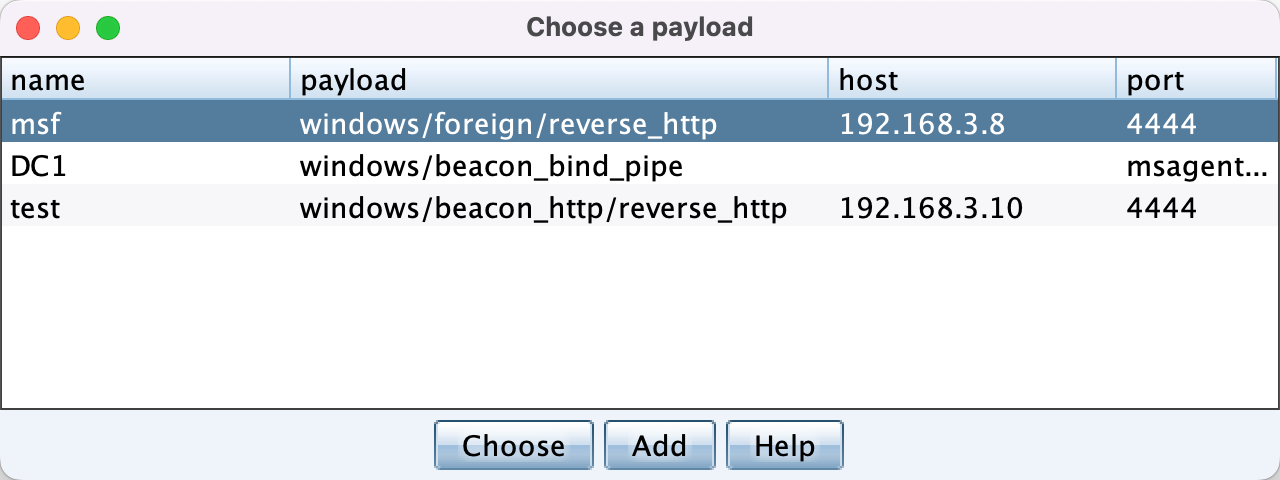 Choose a payload
name payload host port
msf windows/foreign/reverse_http 192.168.3.8 4444
DC1 windows/beacon_bind_pipe msagent...
test windows/beacon_http/reverse_http 192.168.3.10 4444
Choose Add Help